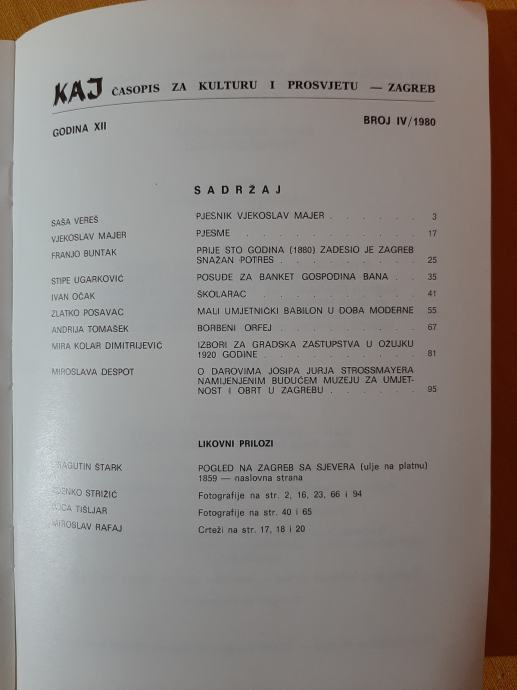 KAJ ČASOPIS ZA KULTURU I PROSVJETU — ZAGREB
GODINA XII BROJ IV/1980
SADRŽAJ
SAŠA VEREŠ PJESNIK VJEKOSLAV MAJER . . . . . . 3
VJEKOSLAV MAJER PJESME . . . . . . . . . . 17
FRANJO BUNTAK PRIJE STO GODINA (1880) ZADESIO JE ZAGREB
SNAŽAN POTRES . . . . . . . . 25
STIPE UGARKOVIĆ POSUĐE ZA BANKET GOSPODINA BANA . . 35
IVAN OČAK ŠKOLARAC . . . . . . . . . 41
ZLATKO POSAVAC MALI UMJETNIČKI BABILON U DOBA MODERNE 55
ANDRIJA TOMAŠEK BORBENI ORFEJ . . . . . . . . 67
MIRA KOLAR DIMITRIJEVIĆ IZBORI ZA GRADSKA ZASTUPSTVA U OŽUJKU
1920 GODINE . . . . . . . . . 81
MIROSLAVA DESPOT O DAROVIMA JOSIPA JURJA STROSSMAYERA
NAMIJENJENIM BUDUĆEM MUZEJU ZA UMJET-
NOST I OBRT U ZAGREBU . . . . . 95
LIKOVNI PRILOZI
DRAGUTIN ŠTARK POGLED NA ZAGREB SA SJEVERA (ulje na platnu)
1859 — naslovna strana
STRIŽIĆ Fotografije na str. 2, 16, 23, 66 i 94
TIŠLJAR Fotografije na str. 40 i 65
MIROSLAV RAFAJ Crteži na str. 17, 18 i 20